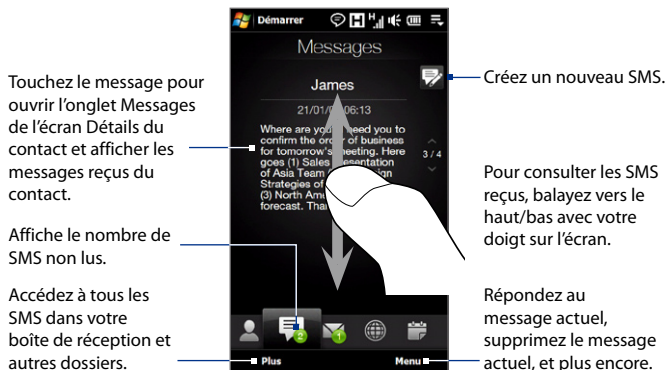 Démarrer
Messages
James
21/01/ 06:13
Where are you need you to
confirm the order of business
for tomorrow's meeting. Here
goes (1) Sales
of Asia Team
Strategies of
(3) North
forecast.
3 / 4
2
1
Plus
Menu
Touchez le message pour
ouvrir l'onglet Messages
de l'écran Détails du
contact et afficher les
messages reçus du
contact.
Affiche le nombre de
SMS non lus.
Accédez à tous les
SMS dans votre
boîte de réception et
autres dossiers.
Créez un nouveau SMS.
Pour consulter les SMS
reçus, balayez vers le
haut/bas avec votre
doigt sur l'écran.
Répondez au
message actuel,
supprimez le message
actuel, et plus encore.